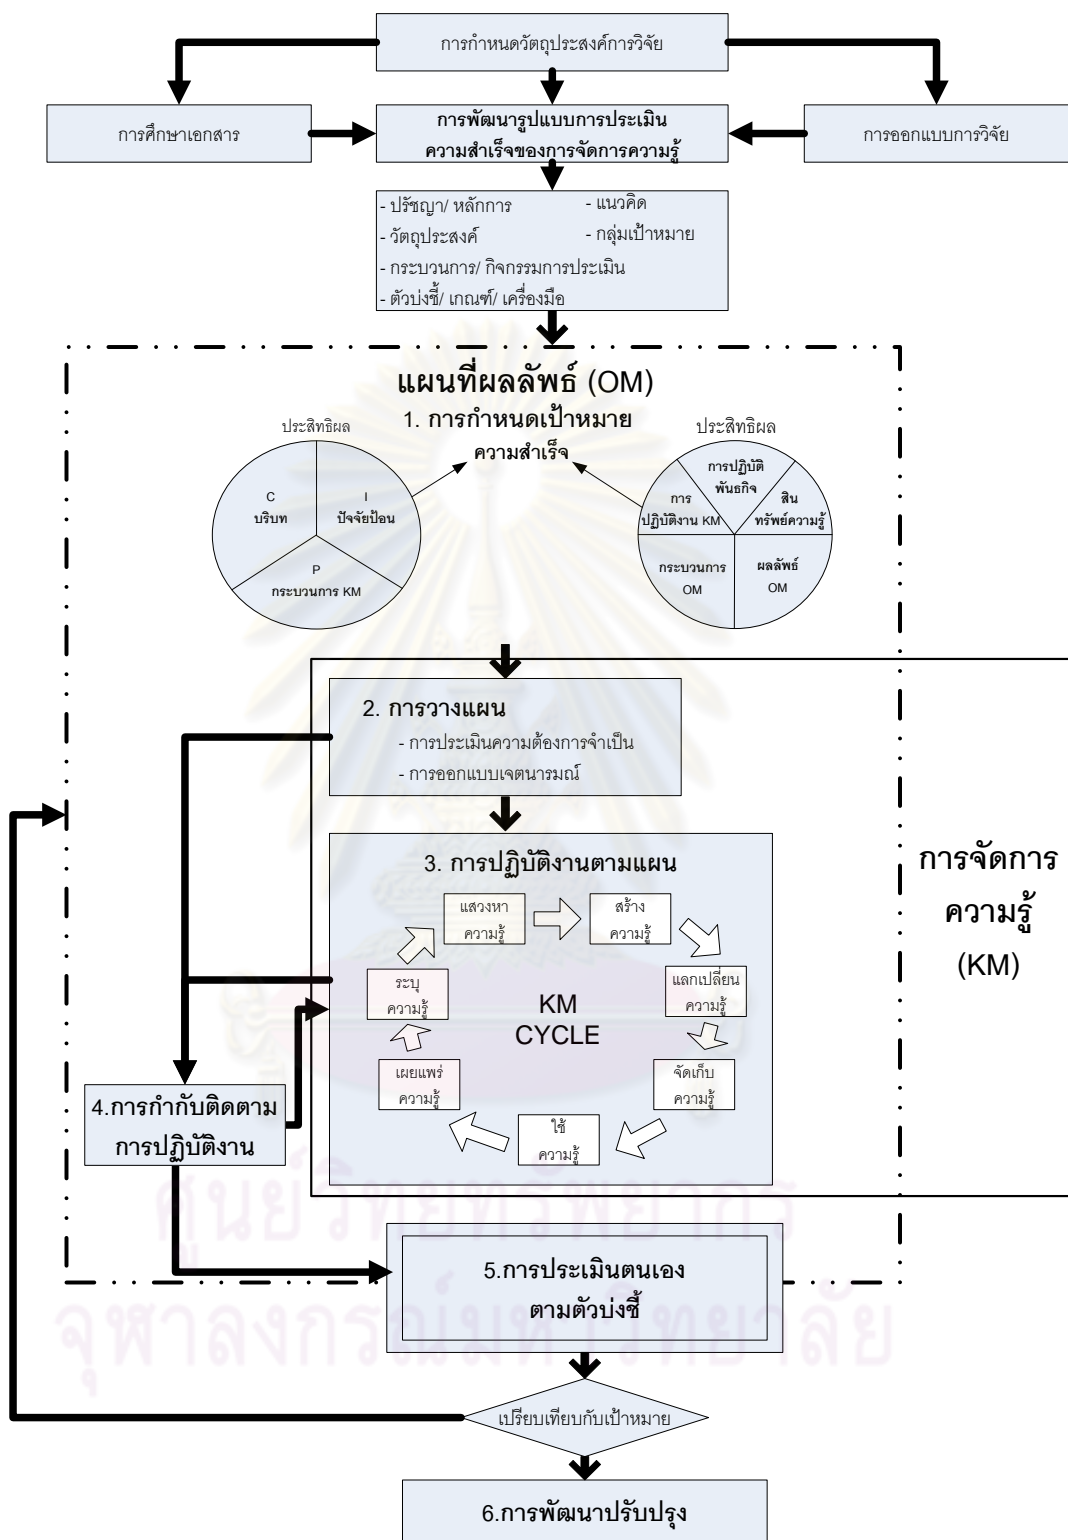 การกำหนดวัตถุประสงค์การวิจัย
การศึกษาเอกสาร
การพัฒนารูปแบบการประเมิน
ความสำเร็จของการจัดการความรู้
การออกแบบการวิจัย
- ปรัชญา/ หลักการ
- แนวคิด
- วัตถุประสงค์
- กลุ่มเป้าหมาย
- กระบวนการ/ กิจกรรมการประเมิน
- ตัวบ่งชี้/ เกณฑ์/ เครื่องมือ
แผนที่ผลลัพธ์ (OM)
1. การกำหนดเป้าหมาย
ความสำเร็จ
ประสิทธิผล
C
บริบท
I
ปัจจัยป้อน
P
กระบวนการ KM
ประสิทธิผล
การปฏิบัติ
พันธกิจ
การ
ปฏิบัติงาน KM
สิน
ทรัพย์ความรู้
กระบวนการ
OM
ผลลัพธ์
OM
2. การวางแผน
- การประเมินความต้องการจำเป็น
- การออกแบบเจตนารมณ์
3. การปฏิบัติงานตามแผน
แสวงหา
ความรู้
สร้าง
ความรู้
ระบุ
ความรู้
แลกเปลี่ยน
ความรู้
KM
CYCLE
เผยแพร่
ความรู้
จัดเก็บ
ความรู้
ใช้
ความรู้
การจัดการ
ความรู้
(KM)
4.การกำกับติดตาม
การปฏิบัติงาน
ศูนย์วิทยทรัพยากร
5.การประเมินตนเอง
ตามตัวบ่งชี้
จุฬาลงกรณ์มหาวิทยาลัย
เปรียบเทียบกับเป้าหมาย
6.การพัฒนาปรับปรุง